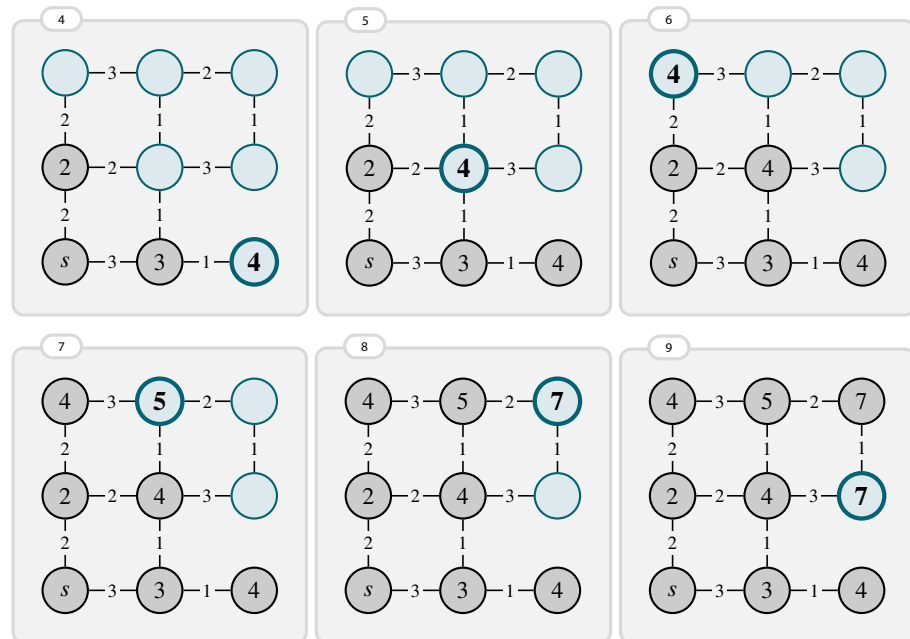 4 5 6
3 2 3 2 4 3 2
2 1 1 2 1 1 2 1 1
2 2 3 2 2 4 3 2 2 4 3
2 1 2 1 2 1
s 3 3 1 4 s 3 3 1 4 s 3 3 1 4
7 8 9
4 3 5 2 4 3 5 2 7 4 3 5 2 7
2 1 1 2 1 1 2 1 1
2 2 4 3 2 2 4 3 2 2 4 3 7
2 1 2 1 2 1
s 3 3 1 4 s 3 3 1 4 s 3 3 1 4